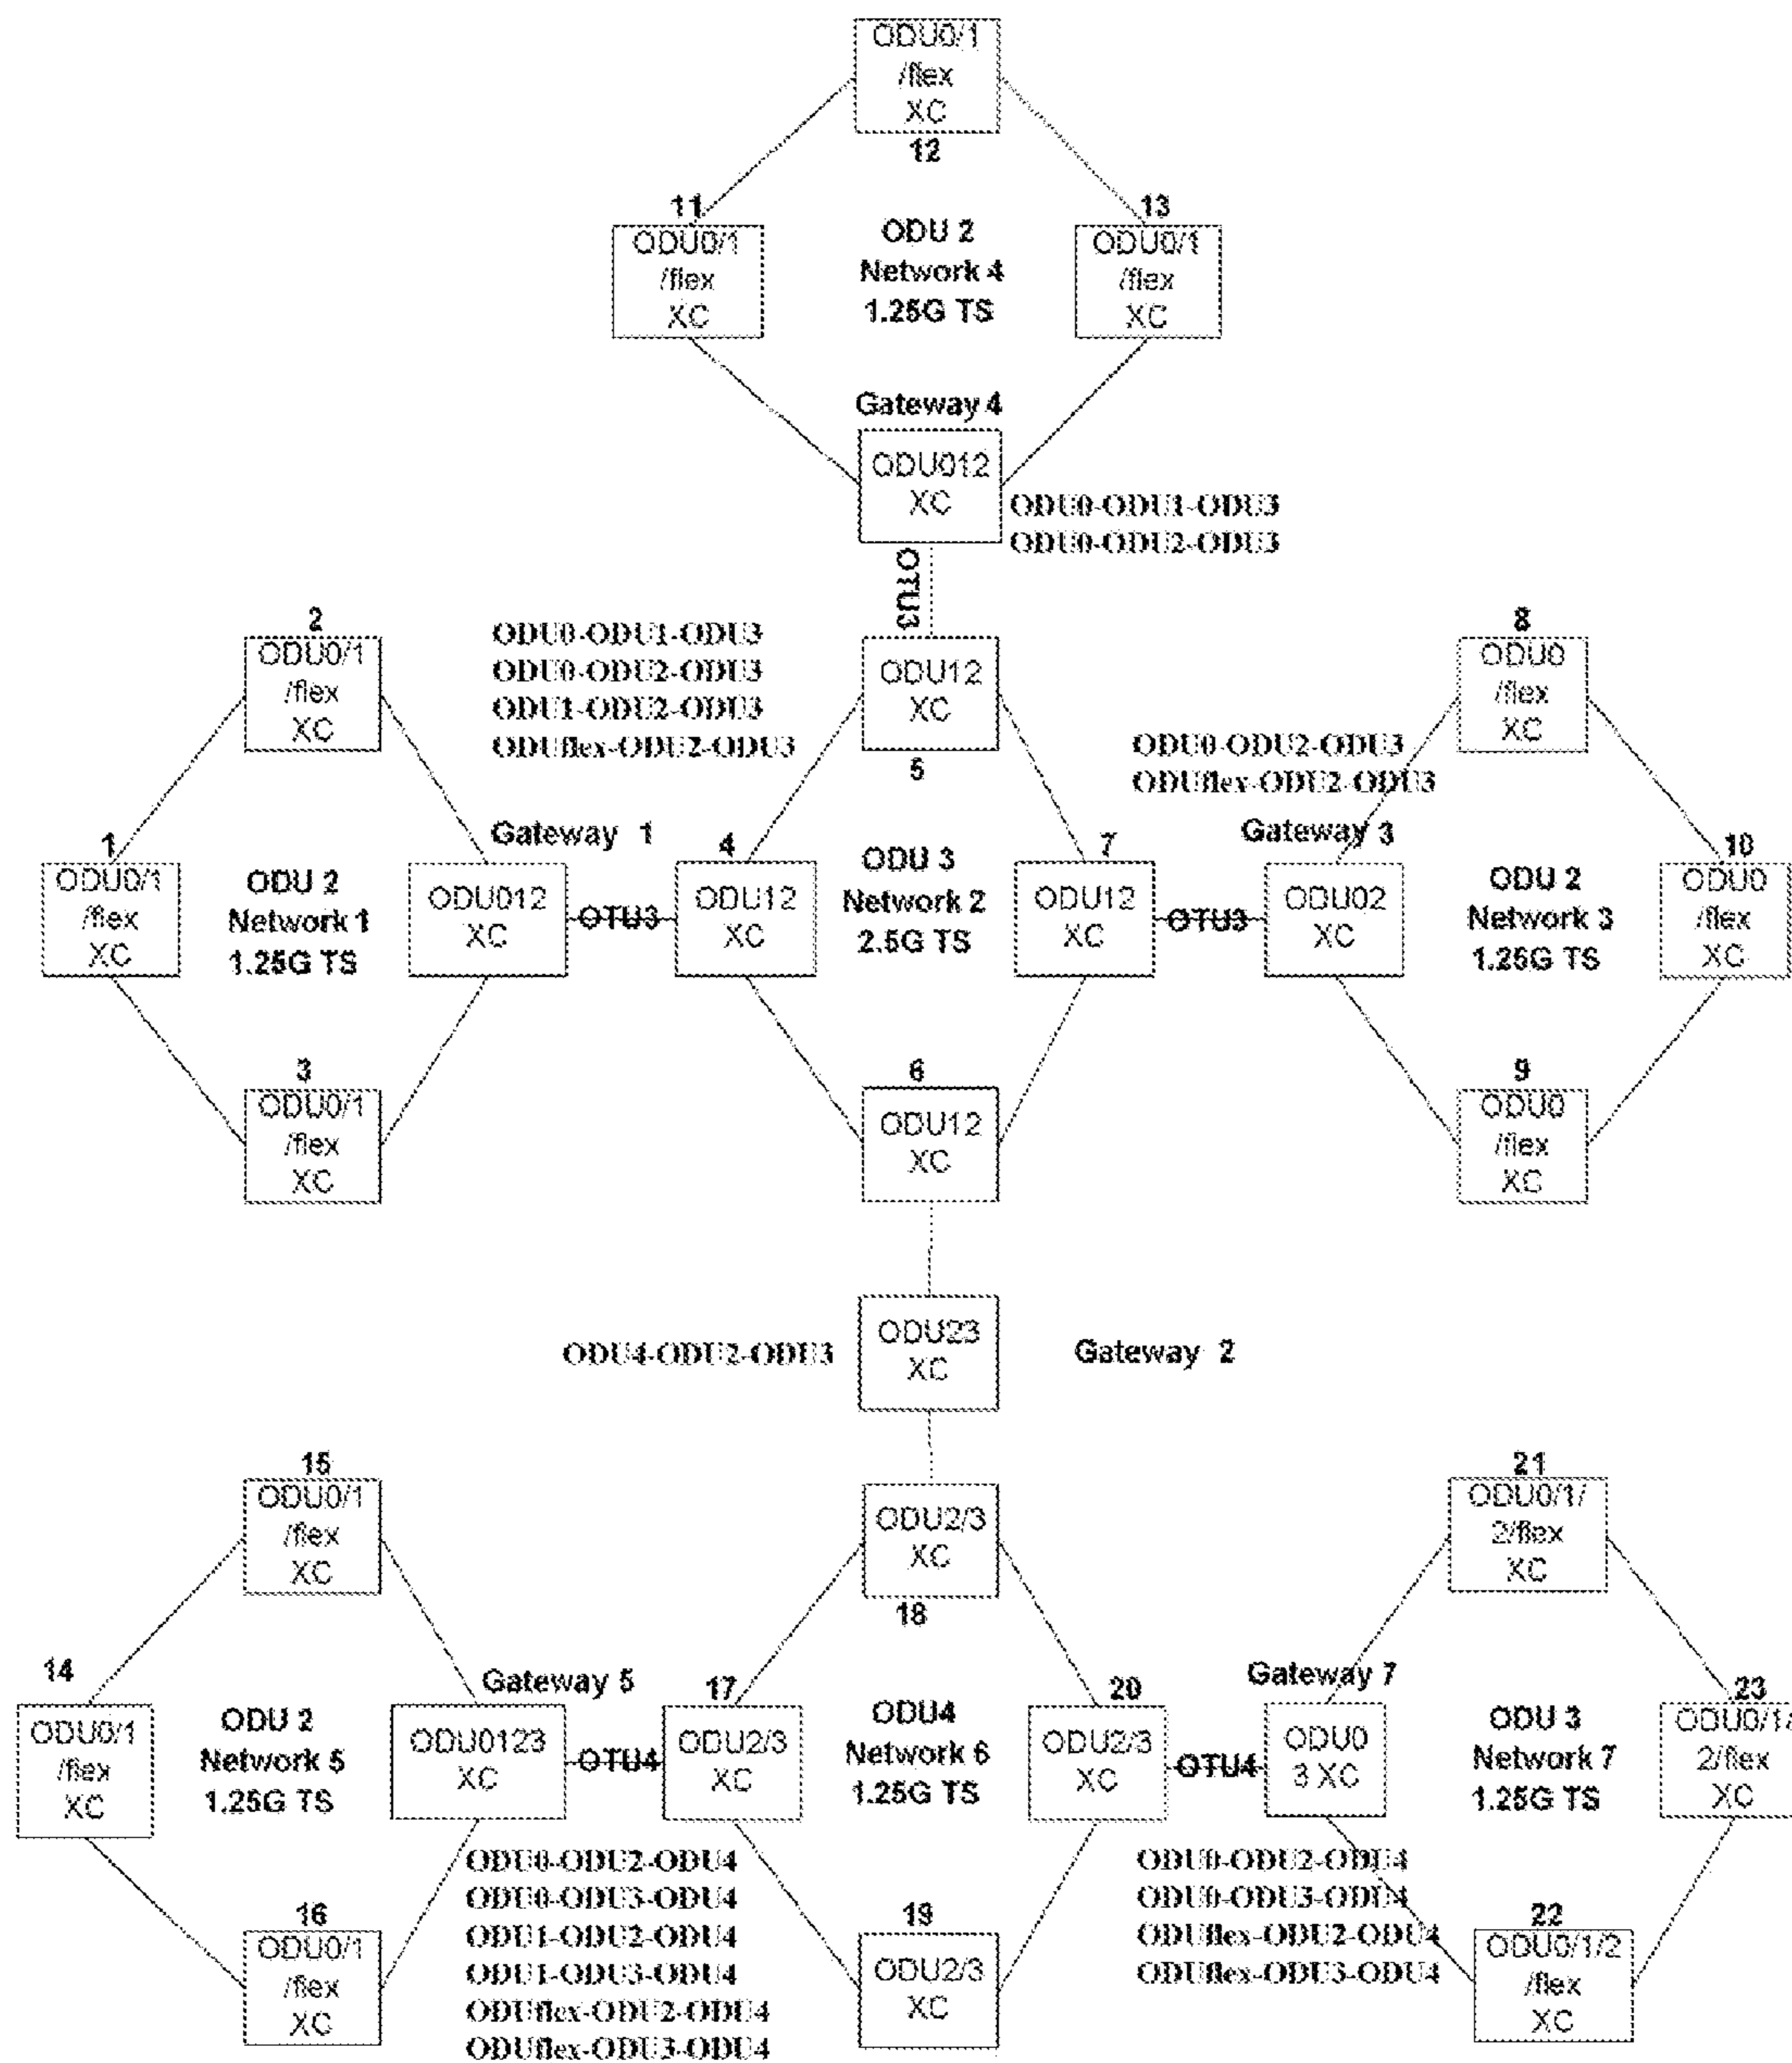 ODU0/1
/flex
XC
12
11
ODU0/1
/flex
XC
ODU 2
Network 4
1.25G TS
13
ODU0/1
/flex
XC
Gateway 4
ODU012
XC
ODU0-ODU1-ODU3
ODU0-ODU2-ODU3
OTU3
2
ODU0/1
/flex
XC
ODU0-ODU1-ODU3
ODU0-ODU2-ODU3
ODU1-ODU2-ODU3
ODUflex-ODU2-ODU3
ODU12
XC
5
ODU0-ODU2-ODU3
ODUflex-ODU2-ODU3
8
ODU0
/flex
XC
1
ODU0/1
/flex
XC
ODU 2
Network 1
1.25G TS
Gateway 1
ODU012
XC
OTU3
4
ODU12
XC
ODU 3
Network 2
2.5G TS
7
ODU12
XC
OTU3
Gateway 3
ODU02
XC
ODU 2
Network 3
1.25G TS
10
ODU0
/flex
XC
3
ODU0/1
/flex
XC
6
ODU12
XC
9
ODU0
/flex
XC
ODU4-ODU2-ODU3
ODU23
XC
Gateway 2
15
ODU0/1
/flex
XC
ODU2/3
XC
18
21
ODU0/1/
2/flex
XC
14
ODU0/1
/flex
XC
ODU 2
Network 5
1.25G TS
Gateway 5
ODU0123
XC
OTU4
17
ODU2/3
XC
ODU4
Network 6
1.25G TS
20
ODU2/3
XC
OTU4
Gateway 7
ODU0
3 XC
ODU 3
Network 7
1.25G TS
23
ODU0/1/
2/flex
XC
16
ODU0/1
/flex
XC
ODU0-ODU2-ODU4
ODU0-ODU3-ODU4
ODU1-ODU2-ODU4
ODU1-ODU3-ODU4
ODUflex-ODU2-ODU4
ODUflex-ODU3-ODU4
19
ODU2/3
XC
ODU0-ODU2-ODU4
ODU0-ODU3-ODU4
ODUflex-ODU2-ODU4
ODUflex-ODU3-ODU4
22
ODU0/1/2
/flex
XC